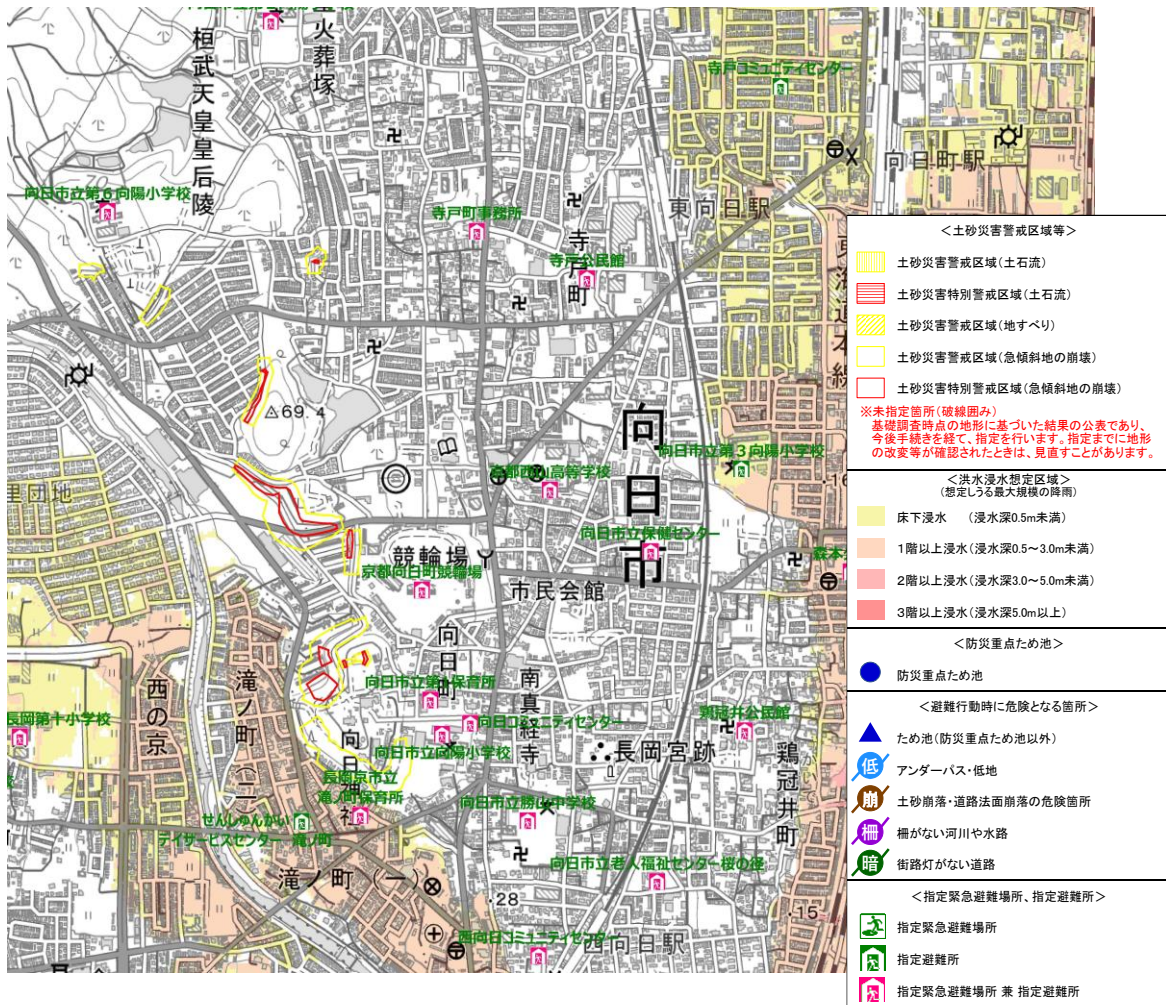 桓武天皇皇后陵
火葬塚
寺戸コミュニティセンター
向日町駅
向日市立第6向陽小学校
寺戸町事務所
東向日駅
寺戸公民館
寺戸町
東海道本線
69.4
向日市
向日市立第3向陽小学校
16
京都西山高等学校
向日市立保健センター
競輪場
京都向日町競輪場
市民会館
西の京
滝ノ町(二)
向日町
向日市立第1保育所
南真経寺
長岡第十小学校
向日コミュニティセンター
鶏冠井公民館
向日市立向陽小学校
長岡宮跡
鶏冠井町
向日神社
長岡京市立
滝ノ町保育所
向日市立勝山中学校
せんしゅんかい
デイサービスセンター 滝ノ町
向日市立老人福祉センター桜の径
滝ノ町(一)
28
15
西向日コミュニティセンター
西向日駅
<土砂災害警戒区域等>
土砂災害警戒区域(土石流)
土砂災害特別警戒区域(土石流)
土砂災害警戒区域(地すべり)
土砂災害警戒区域(急傾斜地の崩壊)
土砂災害特別警戒区域(急傾斜地の崩壊)
※未指定箇所(破線囲み)
基礎調査時点の地形に基づいた結果の公表であり、
今後手続きを経て、指定を行います。指定までに地形
の改変等が確認されたときは、見直すことがあります。
<洪水浸水想定区域>
(想定しうる最大規模の降雨)
床下浸水 (浸水深0.5m未満)
1階以上浸水(浸水深0.5~3.0m未満)
2階以上浸水(浸水深3.0~5.0m未満)
3階以上浸水(浸水深5.0m以上)
<防災重点ため池>
防災重点ため池
<避難行動時に危険となる箇所>
ため池(防災重点ため池以外)
低 アンダーパス・低地
崩 土砂崩落・道路法面崩落の危険箇所
柵 柵がない河川や水路
暗 街路灯がない道路
<指定緊急避難場所、指定避難所>
指定緊急避難場所
指定避難所
指定緊急避難場所 兼 指定避難所